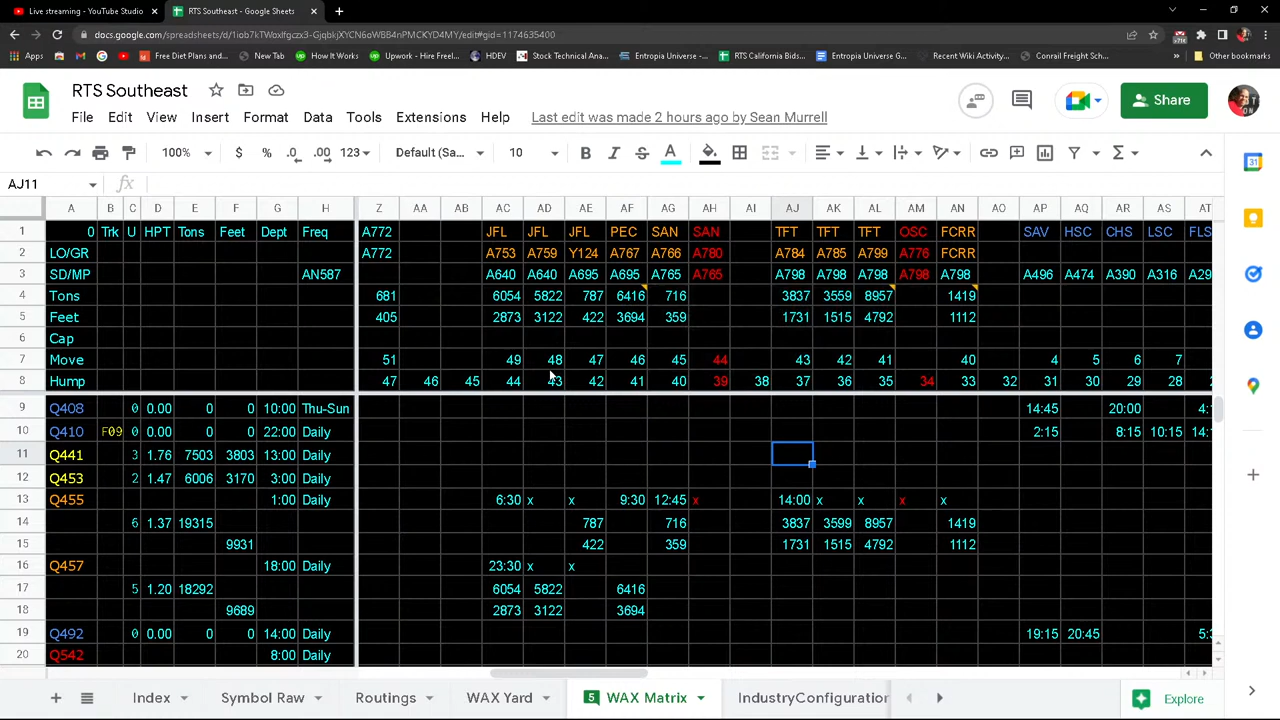 Live streaming - YouTube Studio RTS Southeast - Google Sheets
docs.google.com/spreadsheets/d/
Apps Free Diet Plans and... New Tab How It Works Upwork - Hire Freel... HDEV Stock Technical Ana... Entropia Universe -... RTS California Bids... Entropia Universe G... Recent Wiki Activity... Conrail Freight Sch... Other bookmarks
RTS Southeast
File Edit View Insert Format Data Tools Extensions Help Last edit was made 2 hours ago by Sean Murrell Share
100% $ % .0 .00 123 Default (Sa... 10 B I S A
AJ11 fx
A B C D E F G H Z AA AB AC AD AE AF AG AH AI AJ AK AL AM AN AO AP AQ AR AS AT
1 0 Trk U HPT Tons Feet Dept Freq A772 JFL JFL JFL PEC SAN SAN TFT TFT TFT OSC FCRR SAV HSC CHS LSC FLS
2 LO/GR A772 A753 A759 Y124 A767 A766 A780 A784 A785 A799 A776 FCRR
3 SD/MP AN587 A640 A640 A695 A695 A765 A765 A798 A798 A798 A798 A798 A496 A474 A390 A316 A29
4 Tons 681 6054 5822 787 6416 716 3837 3559 8957 1419
5 Feet 405 2873 3122 422 3694 359 1731 1515 4792 1112
6 Cap
7 Move 51 49 48 47 46 45 44 43 42 41 40 4 5 6 7
8 Hump 47 46 45 44 43 42 41 40 39 38 37 36 35 34 33 32 31 30 29 28 2
9 Q408 0 0.00 0 0 10:00 Thu-Sun 14:45 20:00 4:
10 Q410 F09 0 0.00 0 0 22:00 Daily 2:15 8:15 10:15 14:
11 Q441 3 1.76 7503 3803 13:00 Daily
12 Q453 2 1.47 6006 3170 3:00 Daily
13 Q455 1:00 Daily 6:30 x x 9:30 12:45 x 14:00 x x x x
14 6 1.37 19315 787 716 3837 3599 8957 1419
15 9931 422 359 1731 1515 4792 1112
16 Q457 18:00 Daily 23:30 x x
17 5 1.20 18292 6054 5822 6416
18 9689 2873 3122 3694
19 Q492 0 0.00 0 0 14:00 Daily 19:15 20:45 5:
20 Q542 8:00 Daily
Index Symbol Raw Routings WAX Yard 5 WAX Matrix IndustryConfiguration Explore